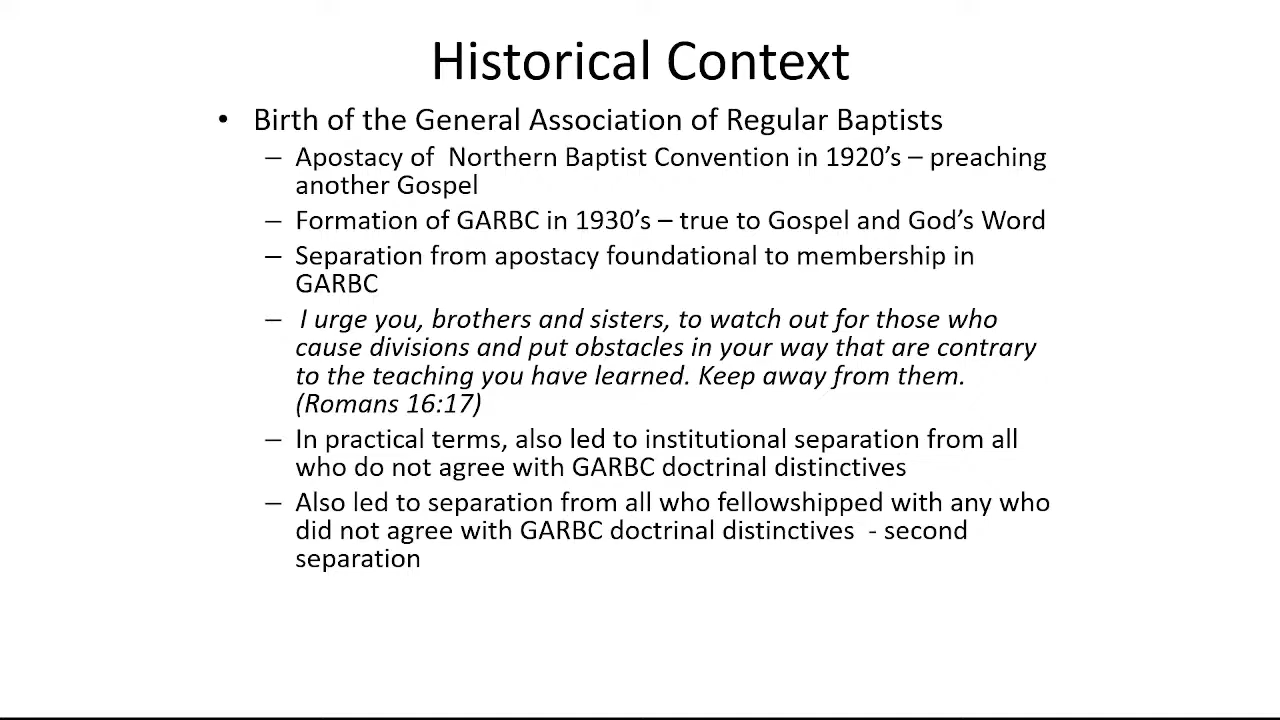 Historical Context
• Birth of the General Association of Regular Baptists
– Apostacy of  Northern Baptist Convention in 1920’s – preaching
another Gospel
– Formation of GARBC in 1930’s – true to Gospel and God’s Word
– Separation from apostacy foundational to membership in
GARBC
– I urge you, brothers and sisters, to watch out for those who
cause divisions and put obstacles in your way that are contrary
to the teaching you have learned. Keep away from them.
(Romans 16:17)
– In practical terms, also led to institutional separation from all
who do not agree with GARBC doctrinal distinctives
– Also led to separation from all who fellowshipped with any who
did not agree with GARBC doctrinal distinctives  - second
separation